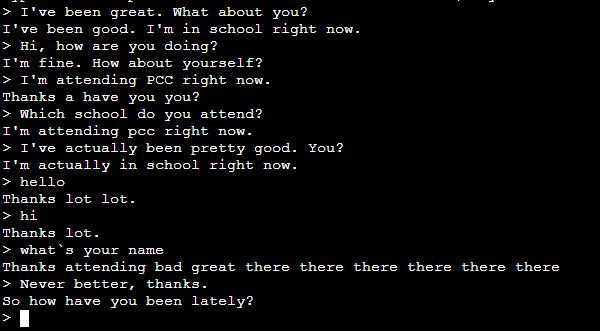 > I've been great. What about you?
I've been good. I'm in school right now.
> Hi, how are you doing?
I'm fine. How about yourself?
> I'm attending PCC right now.
Thanks a have you you?
> Which school do you attend?
I'm attending pcc right now.
> I've actually been pretty good. You?
I'm actually in school right now.
> hello
Thanks lot lot.
> hi
Thanks lot.
> what`s your name
Thanks attending bad great there there there there there there
> Never better, thanks.
So how have you been lately?
>